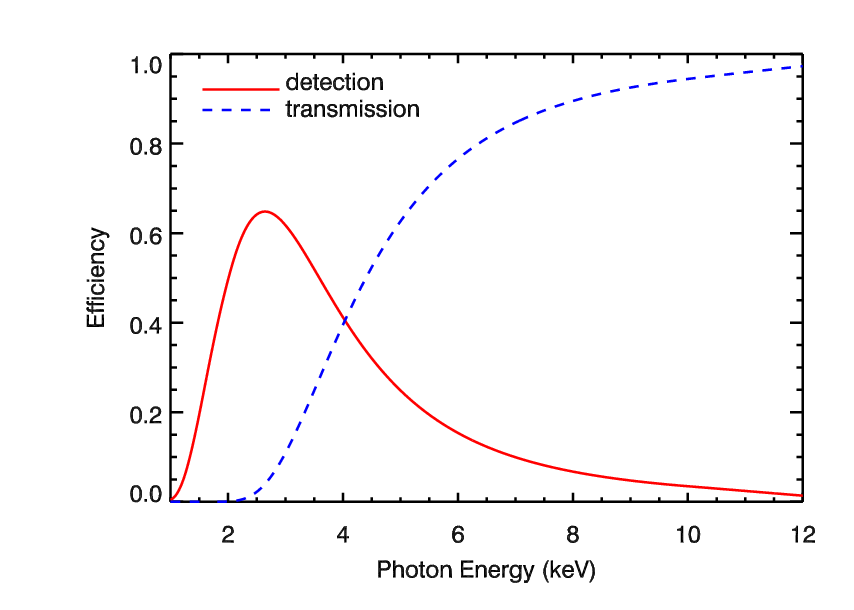 1.0
detection
transmission
0.8
0.6
Efficiency
0.4
0.2
0.0
2 4 6 8 10 12
Photon Energy (keV)